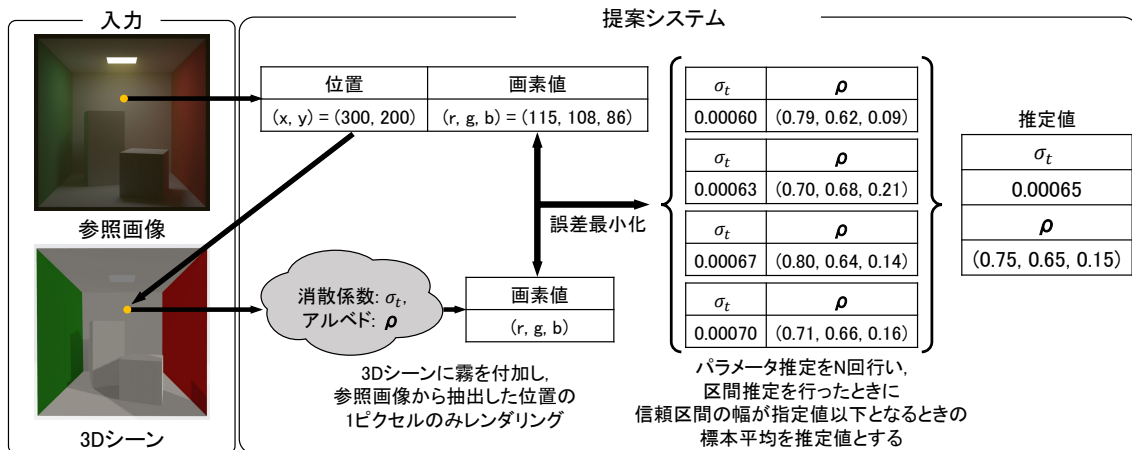 入力
提案システム
参照画像
3Dシーン
位置 画素値
(x, y) = (300, 200) (r, g, b) = (115, 108, 86)
消散係数: σ_t,
アルベド: ρ
画素値
(r, g, b)
3Dシーンに霧を付加し,
参照画像から抽出した位置の
1ピクセルのみレンダリング
誤差最小化
σ_t ρ
0.00060 (0.79, 0.62, 0.09)
σ_t ρ
0.00063 (0.70, 0.68, 0.21)
σ_t ρ
0.00067 (0.80, 0.64, 0.14)
σ_t ρ
0.00070 (0.71, 0.66, 0.16)
パラメータ推定をN回行い,
区間推定を行ったときに
信頼区間の幅が指定値以下となるときの
標本平均を推定値とする
推定値
σ_t
0.00065
ρ
(0.75, 0.65, 0.15)